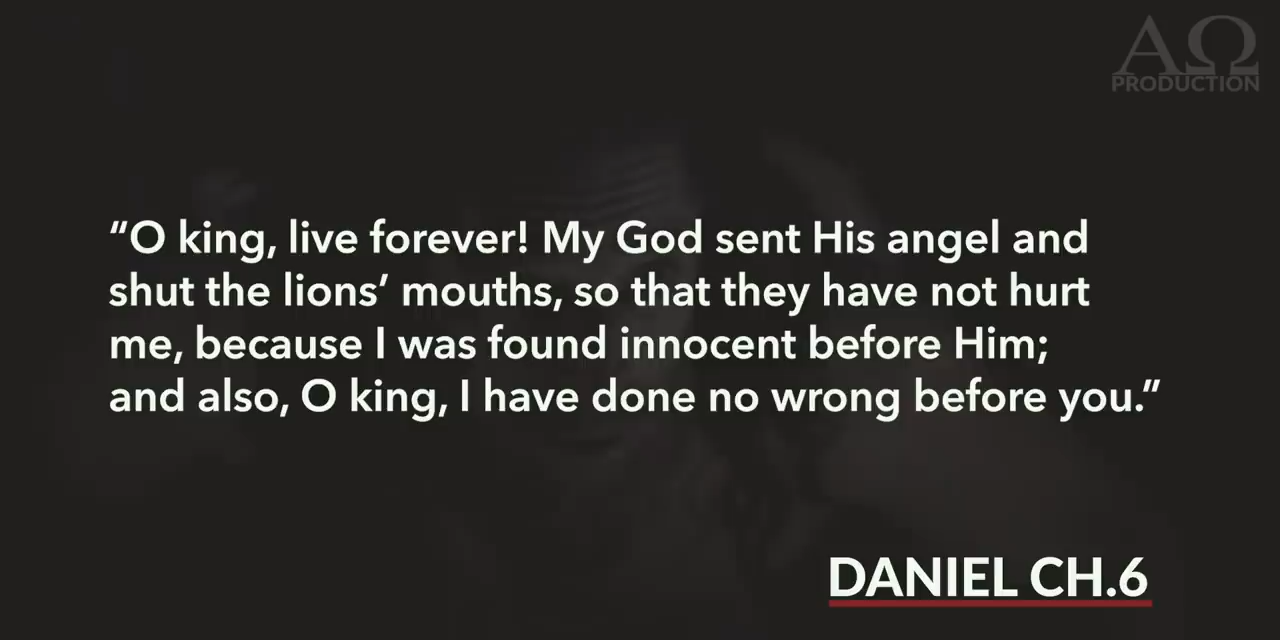 ΑΩ
PRODUCTION
“O king, live forever! My God sent His angel and
shut the lions’ mouths, so that they have not hurt
me, because I was found innocent before Him;
and also, O king, I have done no wrong before you.”
DANIEL CH.6